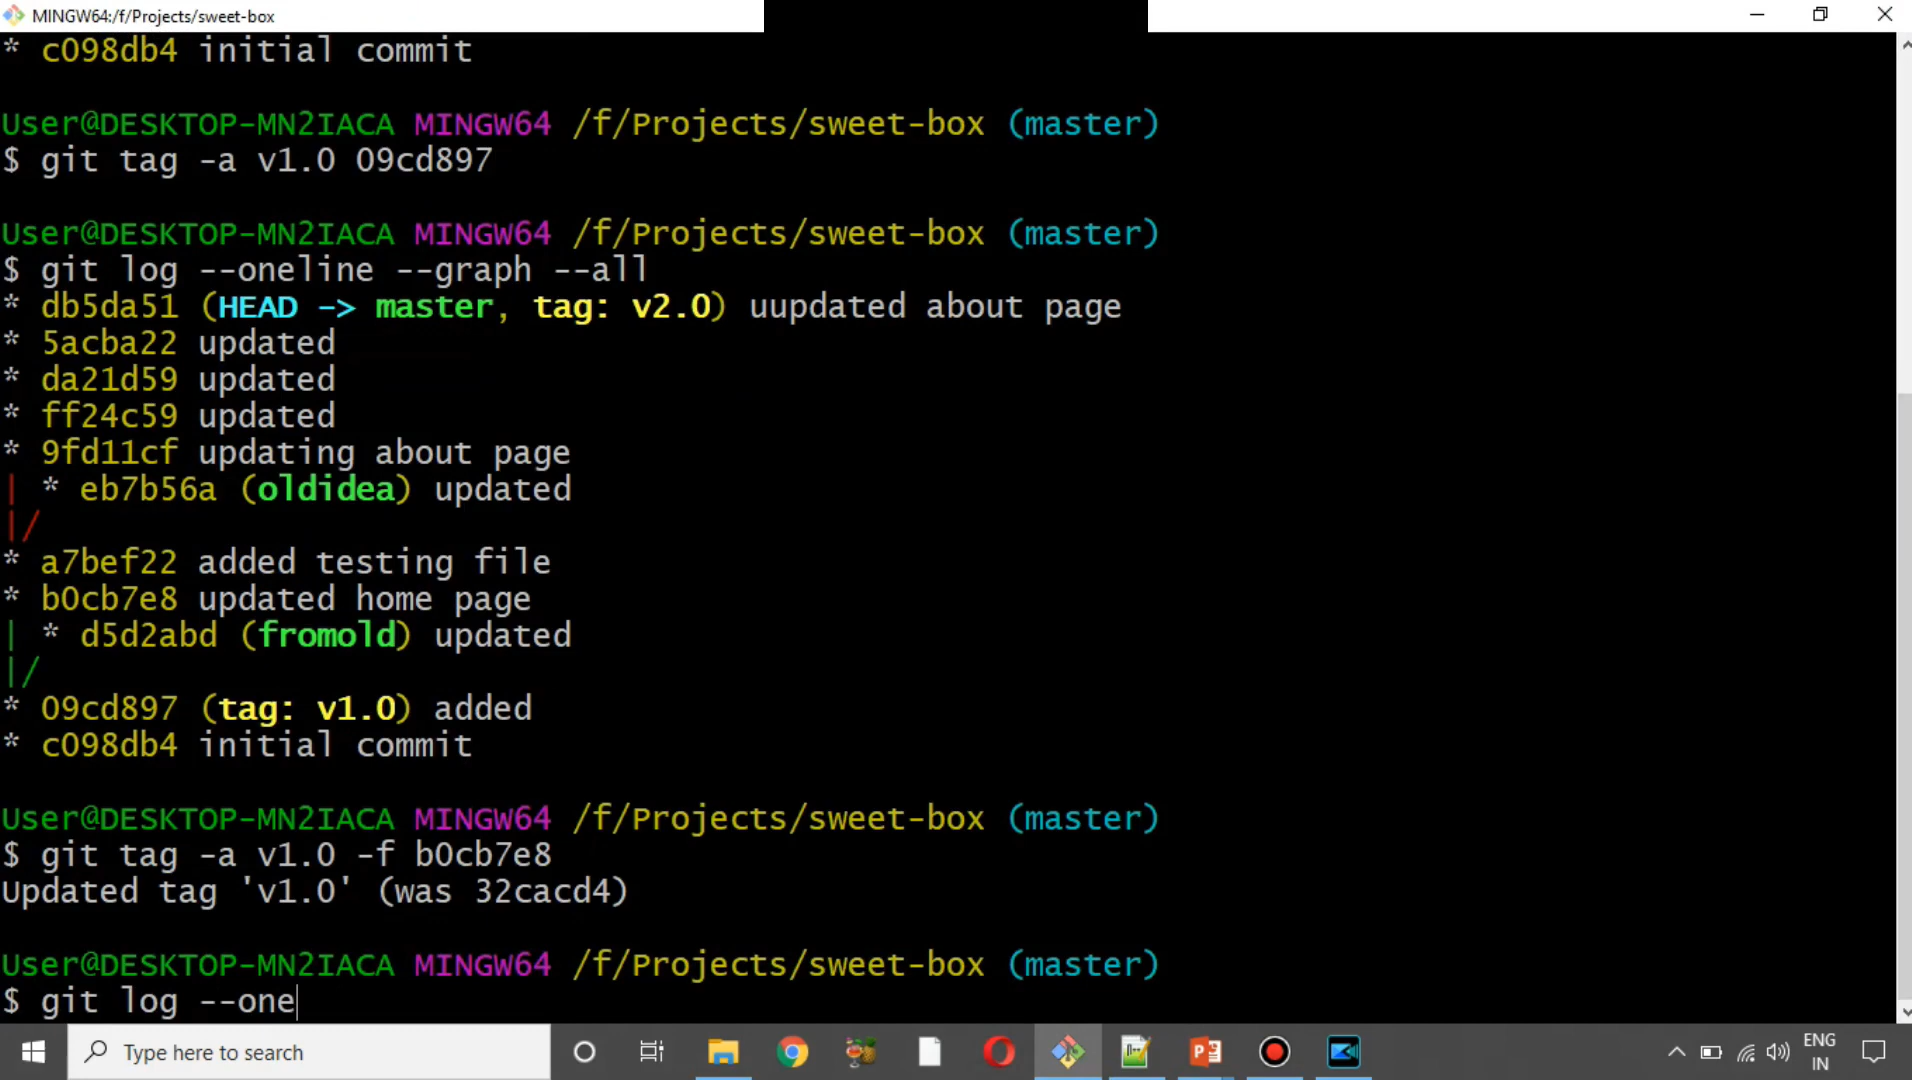 MINGW64:/f/Projects/sweet-box
* c098db4 initial commit
User@DESKTOP-MN2IACA MINGW64 /f/Projects/sweet-box (master)
$ git tag -a v1.0 09cd897
User@DESKTOP-MN2IACA MINGW64 /f/Projects/sweet-box (master)
$ git log --oneline --graph --all
* db5da51 (HEAD -> master, tag: v2.0) uupdated about page
* 5acba22 updated
* da21d59 updated
* ff24c59 updated
* 9fd11cf updating about page
| * eb7b56a (oldidea) updated
|/
* a7bef22 added testing file
* b0cb7e8 updated home page
| * d5d2abd (fromold) updated
|/
* 09cd897 (tag: v1.0) added
* c098db4 initial commit
User@DESKTOP-MN2IACA MINGW64 /f/Projects/sweet-box (master)
$ git tag -a v1.0 -f b0cb7e8
Updated tag 'v1.0' (was 32cacd4)
User@DESKTOP-MN2IACA MINGW64 /f/Projects/sweet-box (master)
$ git log --one
Type here to search
ENG
IN